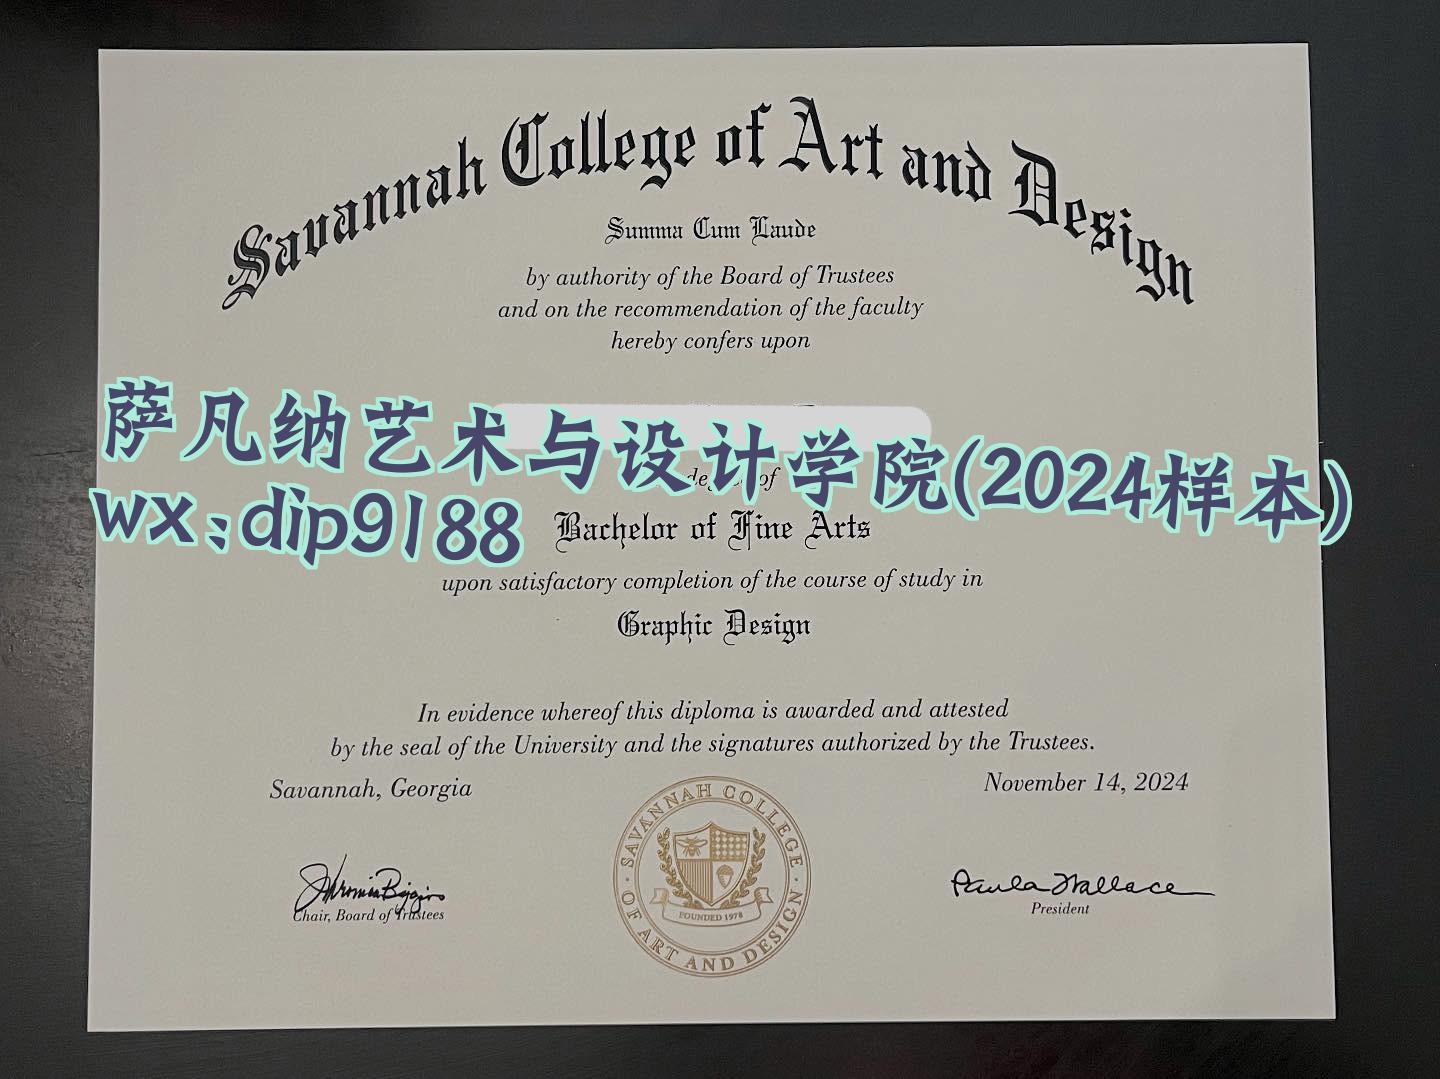 Savannah College of Art and Design
Summa Cum Laude
by authority of the Board of Trustees
and on the recommendation of the faculty
hereby confers upon
萨凡纳艺术与设计学院(2024样本)
of
wx;dip9188
Bachelor of Fine Arts
upon satisfactory completion of the course of study in
Graphic Design
In evidence whereof this diploma is awarded and attested
by the seal of the University and the signatures authorized by the Trustees.
Savannah, Georgia
November 14, 2024
SAVANNAH COLLEGE OF ART AND DESIGN
FOUNDED 1978
Chair, Board of Trustees
Paula Wallace
President